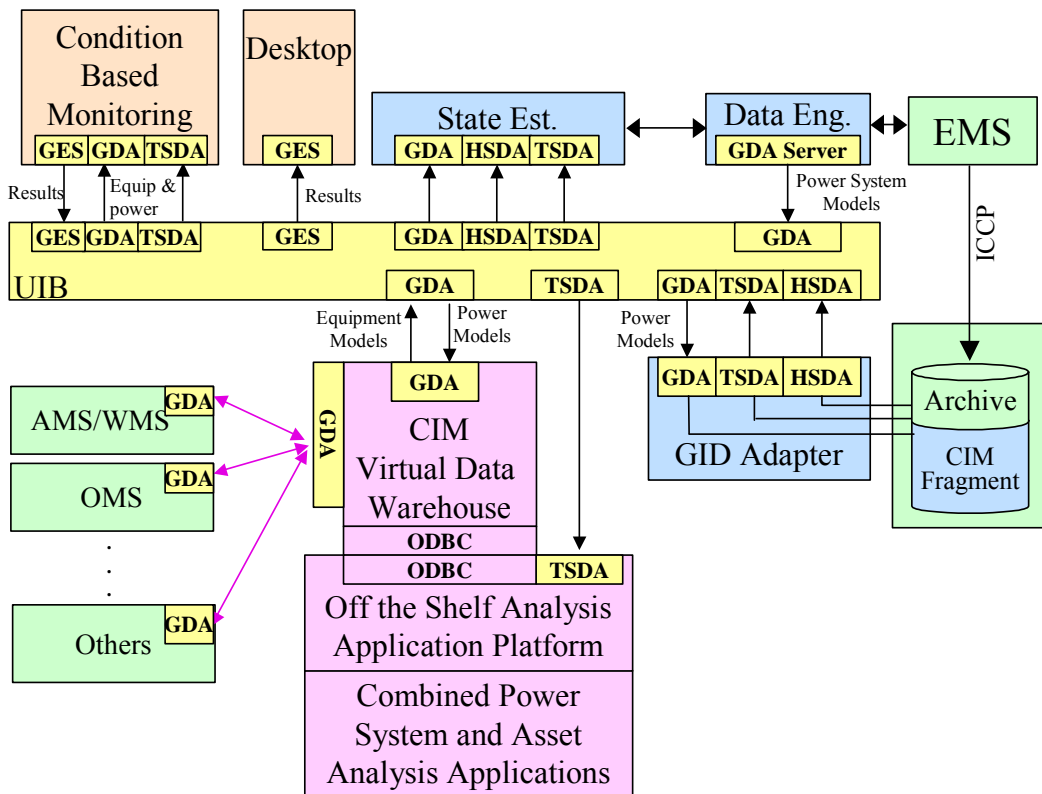 Condition
Based
Monitoring
GES GDA TSDA
Desktop
GES
State Est.
GDA HSDA TSDA
Data Eng.
GDA Server
EMS
Results
Equip &
power
Results
Power System
Models
ICCP
GES GDA TSDA
GES
GDA HSDA TSDA
GDA
UIB
GDA
TSDA
GDA TSDA HSDA
Equipment
Models
Power
Models
Power
Models
GDA
GDA
CIM
Virtual Data
Warehouse
ODBC
ODBC
TSDA
Off the Shelf Analysis
Application Platform
Combined Power
System and Asset
Analysis Applications
GDA TSDA HSDA
GID Adapter
Archive
CIM
Fragment
GDA
AMS/WMS
GDA
OMS
.
.
.
GDA
Others